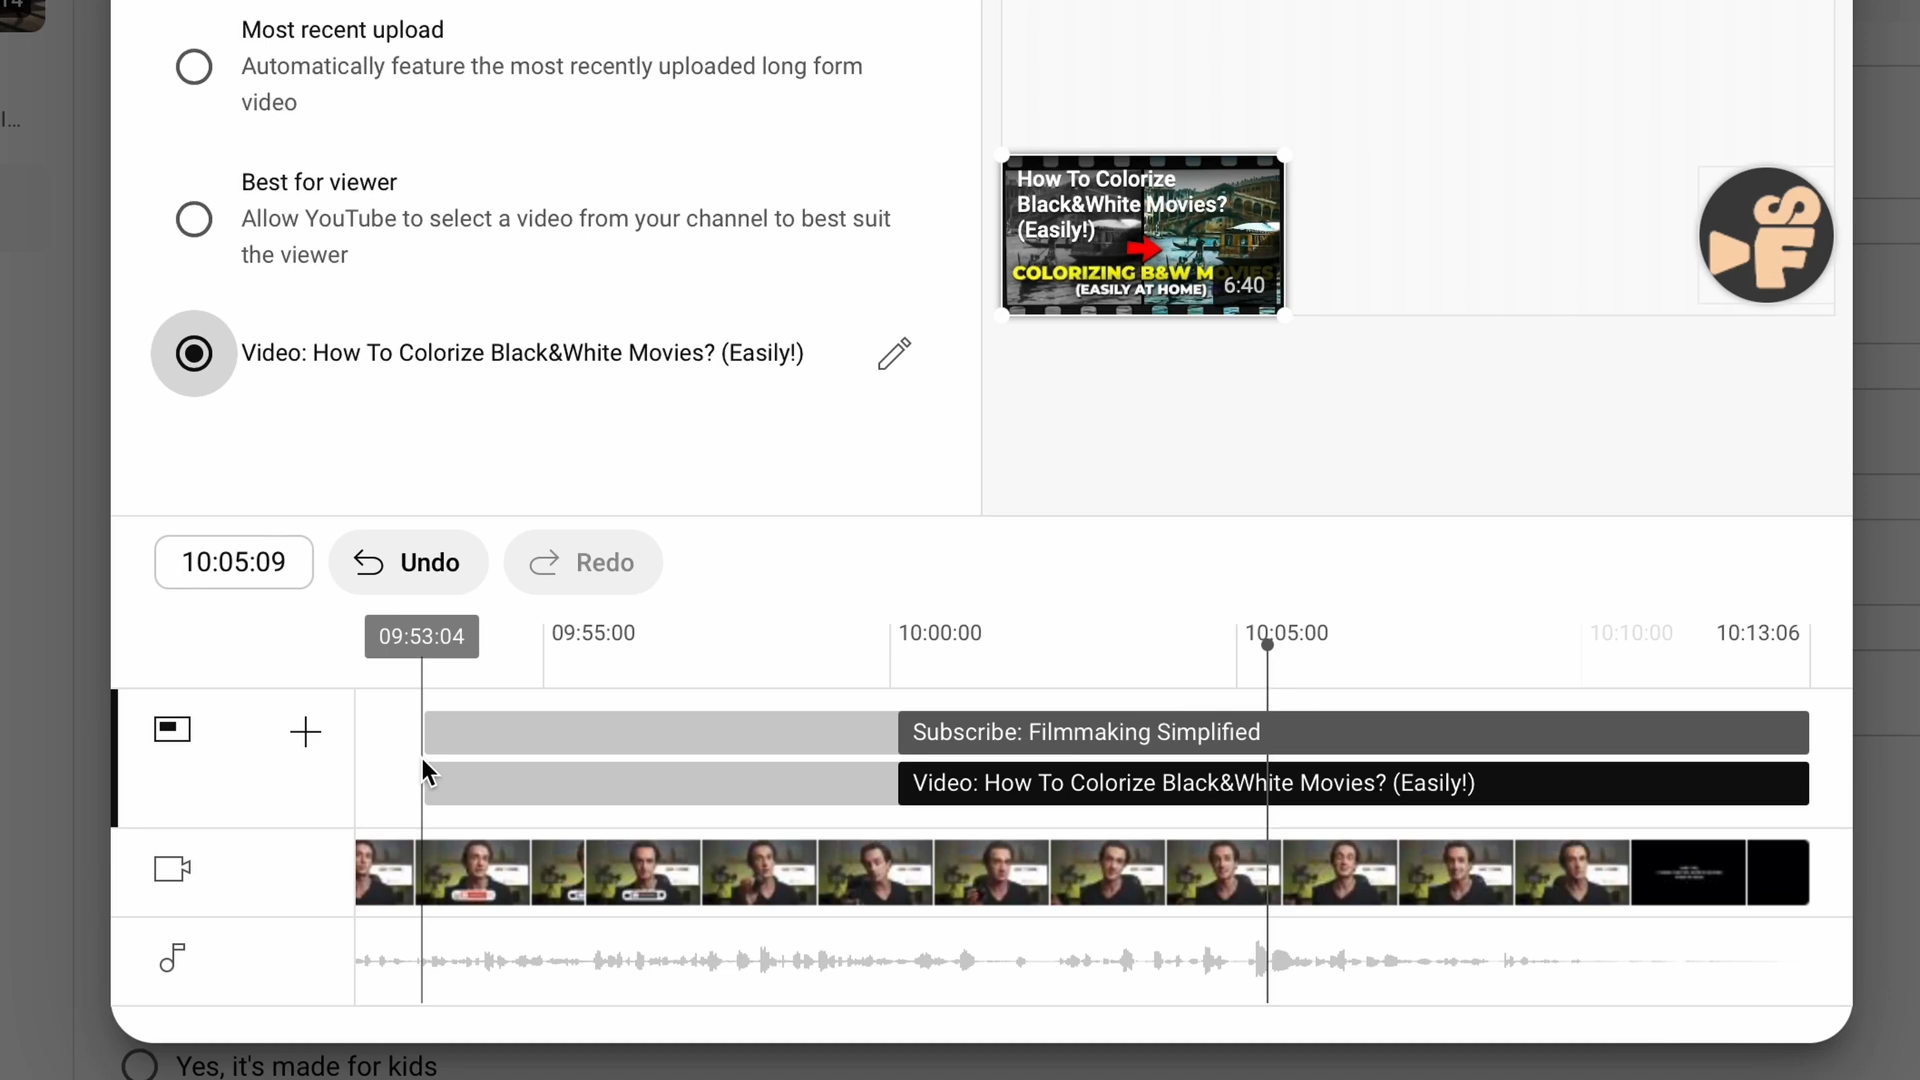 14
l...
Most recent upload
Automatically feature the most recently uploaded long form
video
Best for viewer
Allow YouTube to select a video from your channel to best suit
the viewer
Video: How To Colorize Black&White Movies? (Easily!)
How To Colorize
Black&White Movies?
(Easily!)
COLORIZING B&W MOVIES
(EASILY AT HOME)
6:40
SF
10:05:09
Undo
Redo
09:53:04
09:55:00
10:00:00
10:05:00
10:10:00
10:13:06
Subscribe: Filmmaking Simplified
Video: How To Colorize Black&White Movies? (Easily!)
Yes, it's made for kids